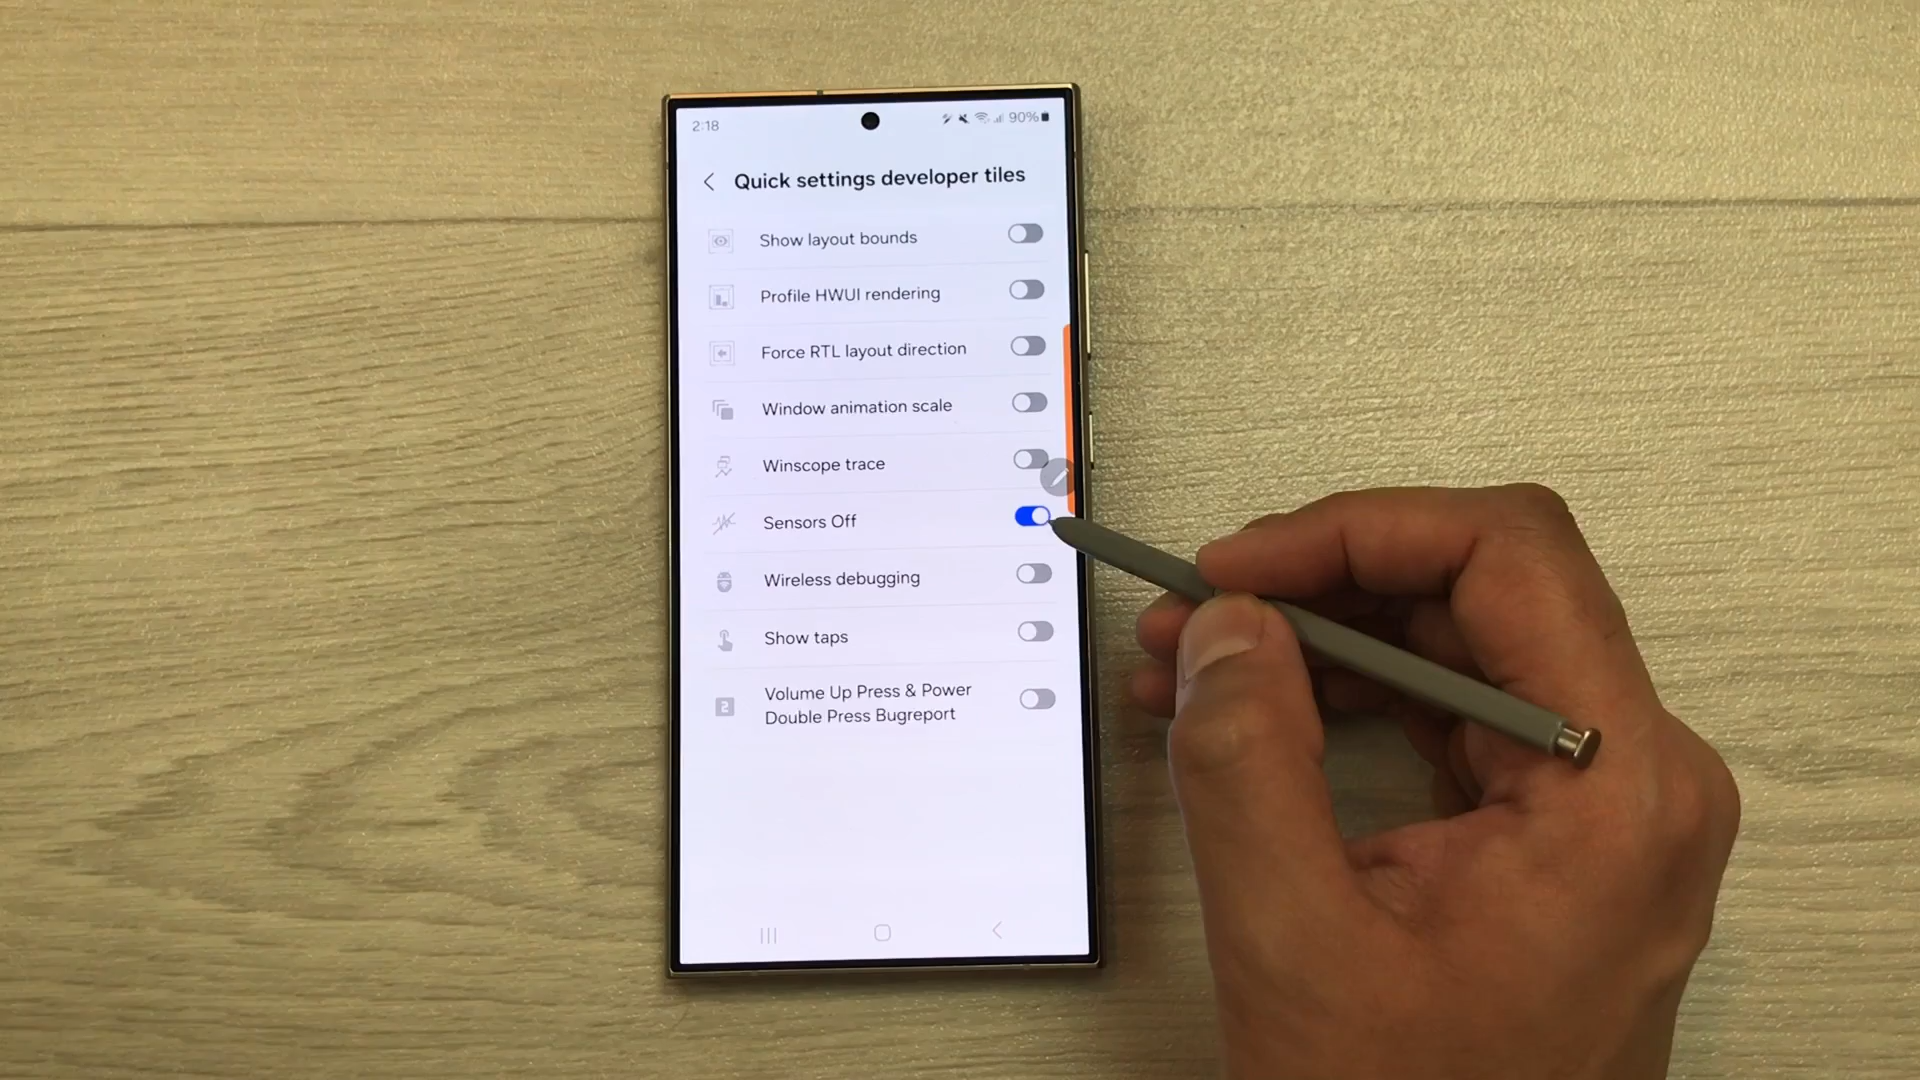 2:18
90%
Quick settings developer tiles
Show layout bounds
Profile HWUI rendering
Force RTL layout direction
Window animation scale
Winscope trace
Sensors Off
Wireless debugging
Show taps
2
Volume Up Press & Power
Double Press Bugreport